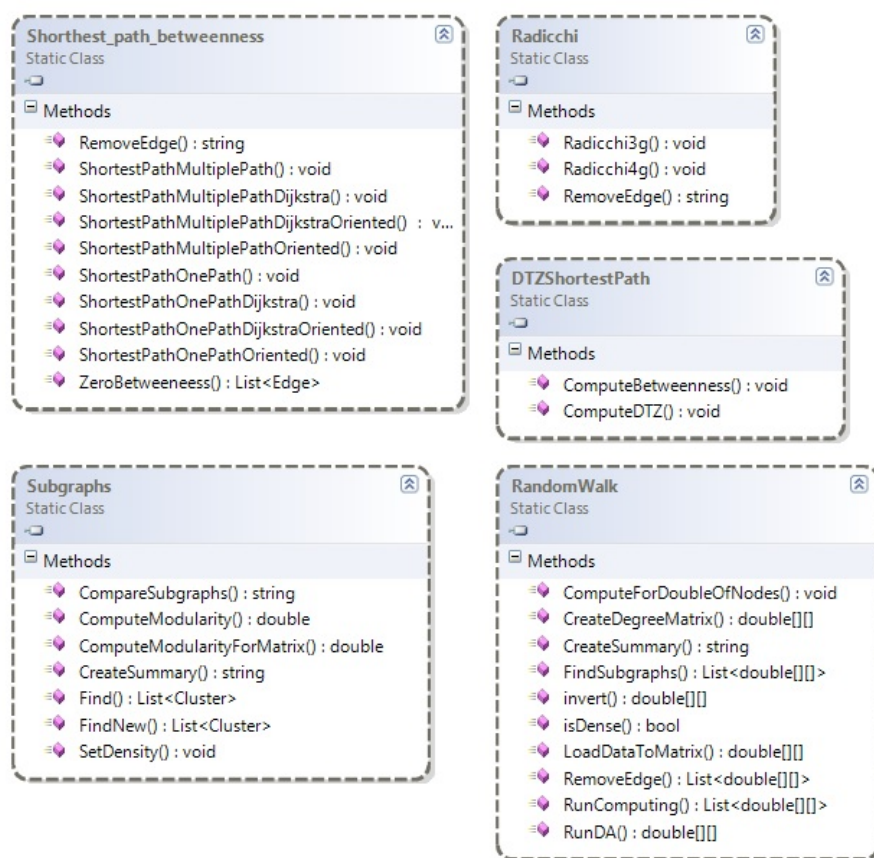 Shorthest_path_betweenness
Static Class
Methods
RemoveEdge() : string
ShortestPathMultiplePath() : void
ShortestPathMultiplePathDijkstra() : void
ShortestPathMultiplePathDijkstraOriented() : v...
ShortestPathMultiplePathOriented() : void
ShortestPathOnePath() : void
ShortestPathOnePathDijkstra() : void
ShortestPathOnePathDijkstraOriented() : void
ShortestPathOnePathOriented() : void
ZeroBetweeneess() : List<Edge>
Radicchi
Static Class
Methods
Radicchi3g() : void
Radicchi4g() : void
RemoveEdge() : string
DTZShortestPath
Static Class
Methods
ComputeBetweenness() : void
ComputeDTZ() : void
Subgraphs
Static Class
Methods
CompareSubgraphs() : string
ComputeModularity() : double
ComputeModularityForMatrix() : double
CreateSummary() : string
Find() : List<Cluster>
FindNew() : List<Cluster>
SetDensity() : void
RandomWalk
Static Class
Methods
ComputeForDoubleOfNodes() : void
CreateDegreeMatrix() : double[][]
CreateSummary() : string
FindSubgraphs() : List<double[][]>
invert() : double[][]
isDense() : bool
LoadDataToMatrix() : double[][]
RemoveEdge() : List<double[][]>
RunComputing() : List<double[][]>
RunDA() : double[][]